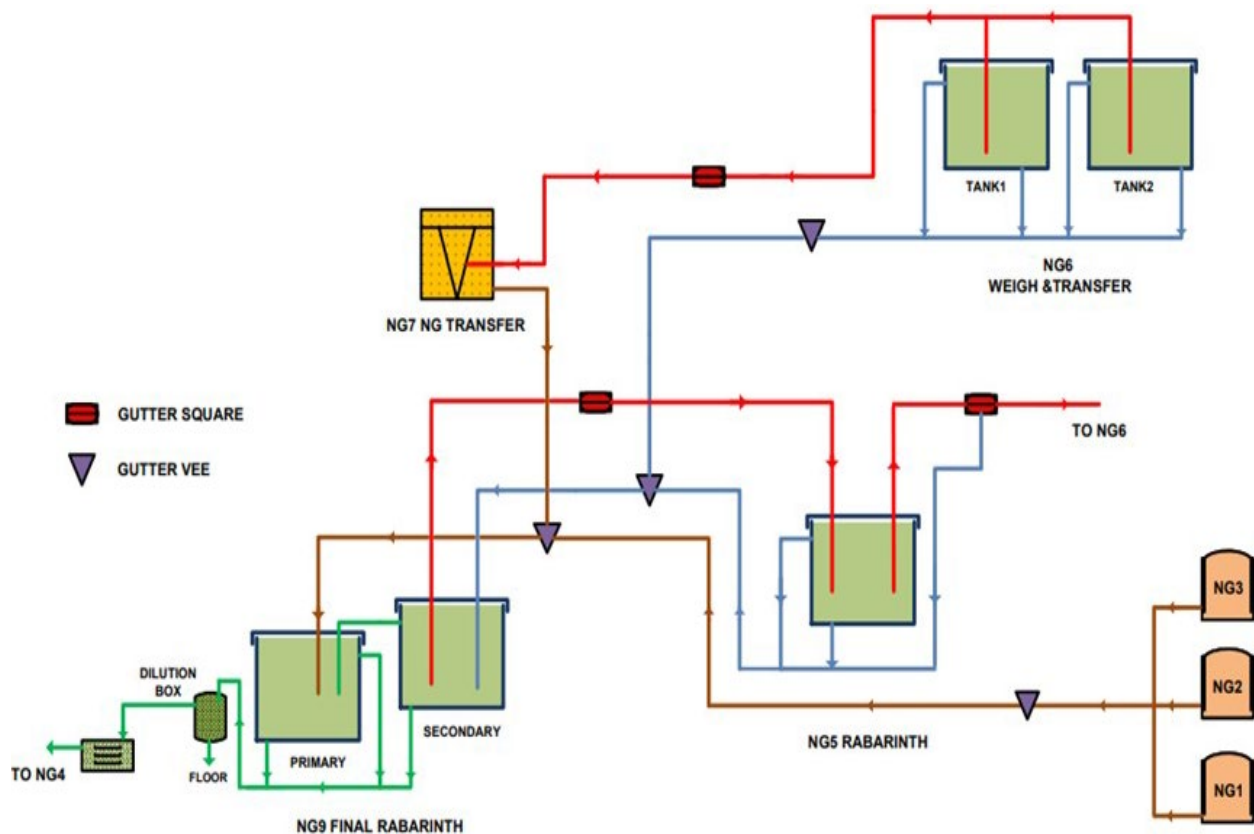 TANK1
TANK2
NG6
WEIGH &TRANSFER
NG7 NG TRANSFER
GUTTER SQUARE
GUTTER VEE
TO NG6
NG3
NG2
NG1
NG5 RABARINTH
DILUTION
BOX
SECONDARY
PRIMARY
FLOOR
TO NG4
NG9 FINAL RABARINTH